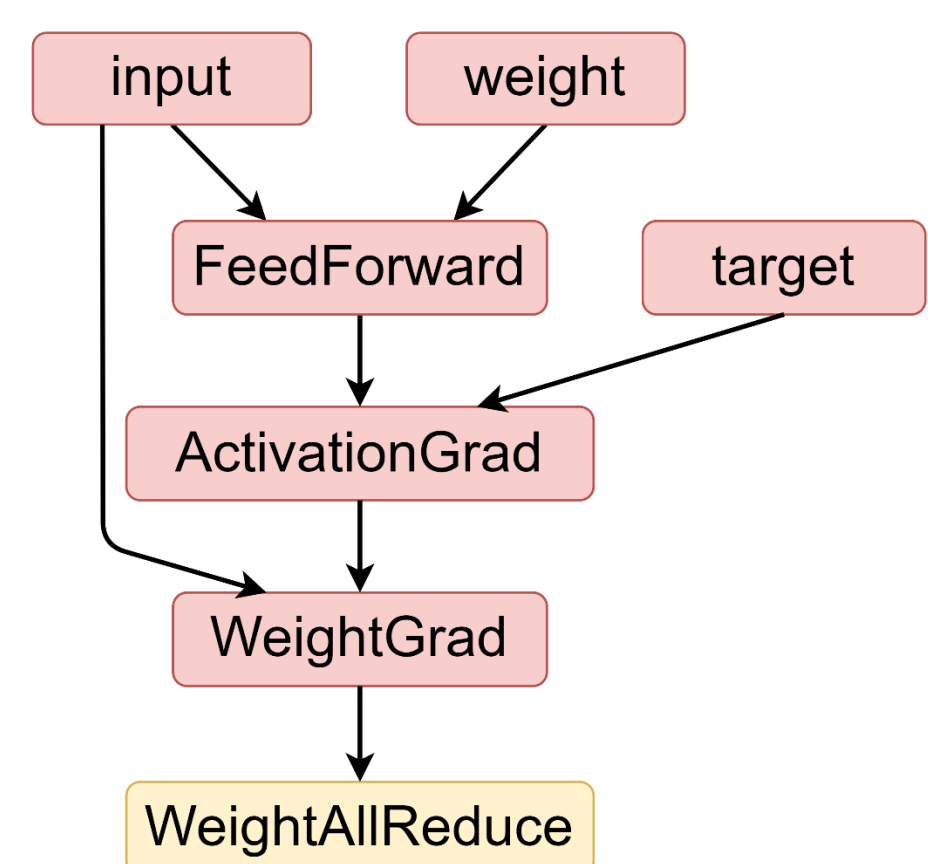 input
weight
FeedForward
target
ActivationGrad
WeightGrad
WeightAllReduce